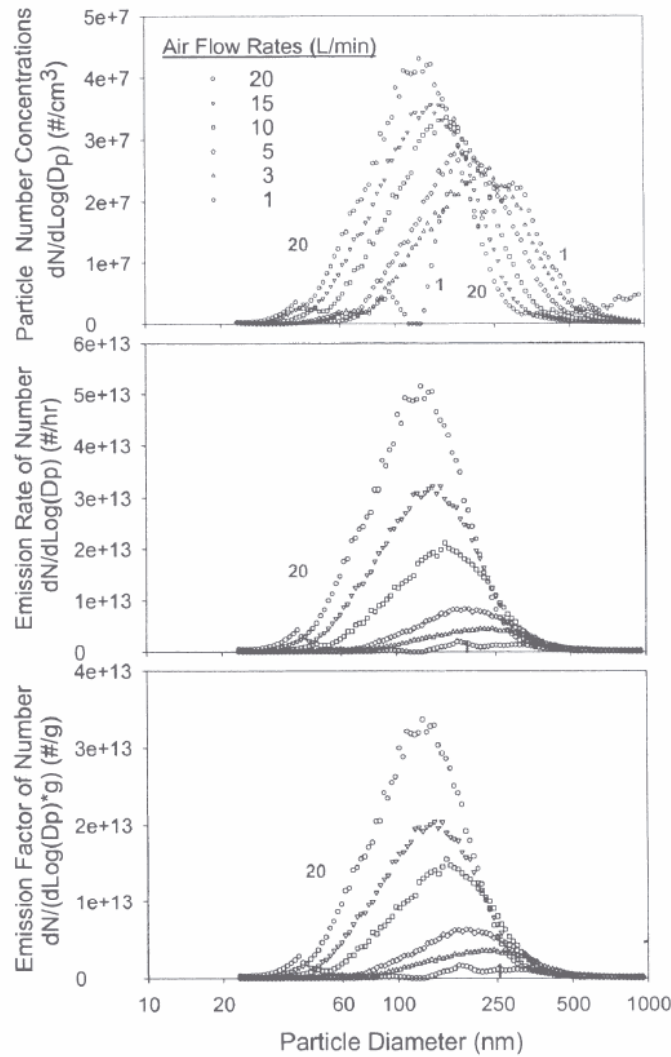 Particle Number Concentrations
dN/dLog(Dp) (#/cm³)
5e+7
4e+7
3e+7
2e+7
1e+7
0
Air Flow Rates (L/min)
20
15
10
5
3
1
20
1
20
1
Emission Rate of Number
dN/dLog(Dp) (#/hr)
6e+13
5e+13
4e+13
3e+13
2e+13
1e+13
0
20
1
Emission Factor of Number
dN/(dLog(Dp)*g) (#/g)
4e+13
3e+13
2e+13
1e+13
0
20
1
10 20 60 100 250 500 1000
Particle Diameter (nm)